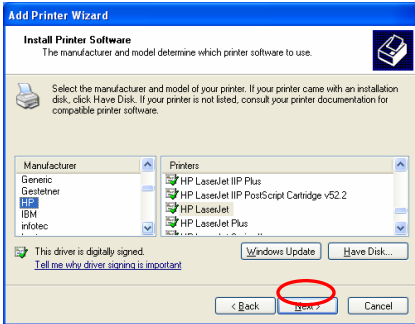 Add Printer Wizard
Install Printer Software
The manufacturer and model determine which printer software to use.
Select the manufacturer and model of your printer. If your printer came with an installation
disk, click Have Disk. If your printer is not listed, consult your printer documentation for
compatible printer software.
Manufacturer
Generic
Gestetner
HP
IBM
infotec
Printers
HP LaserJet IIP Plus
HP LaserJet IIP PostScript Cartridge v52.2
HP LaserJet
HP LaserJet Plus
This driver is digitally signed.
Tell me why driver signing is important
Windows Update
Have Disk...
< Back
Next >
Cancel